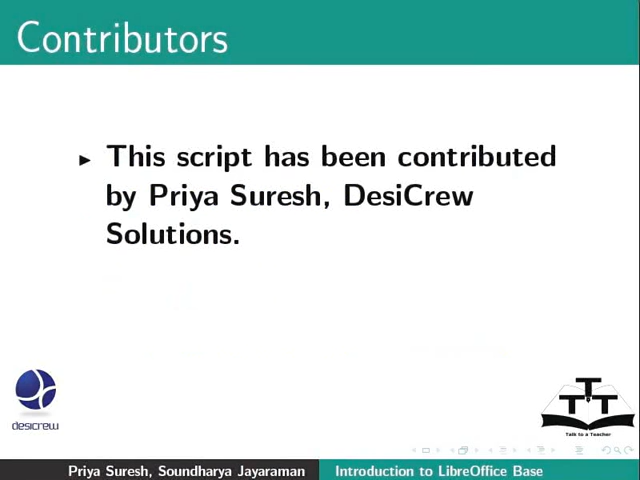 Contributors
This script has been contributed
by Priya Suresh, DesiCrew
Solutions.
desicrew
T
T T
Talk to a Teacher
Priya Suresh, Soundharya Jayaraman
Introduction to LibreOffice Base